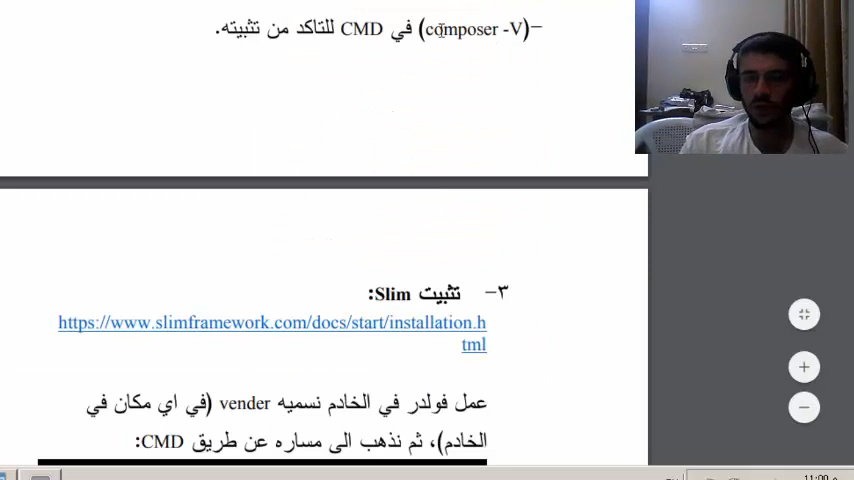 –(composer -V) في CMD للتاكد من تثبيته.
٣– تثبيت Slim:
https://www.slimframework.com/docs/start/installation.h
tml
عمل فولدر في الخادم نسميه vender (في اي مكان في
الخادم)، ثم نذهب الى مساره عن طريق CMD: